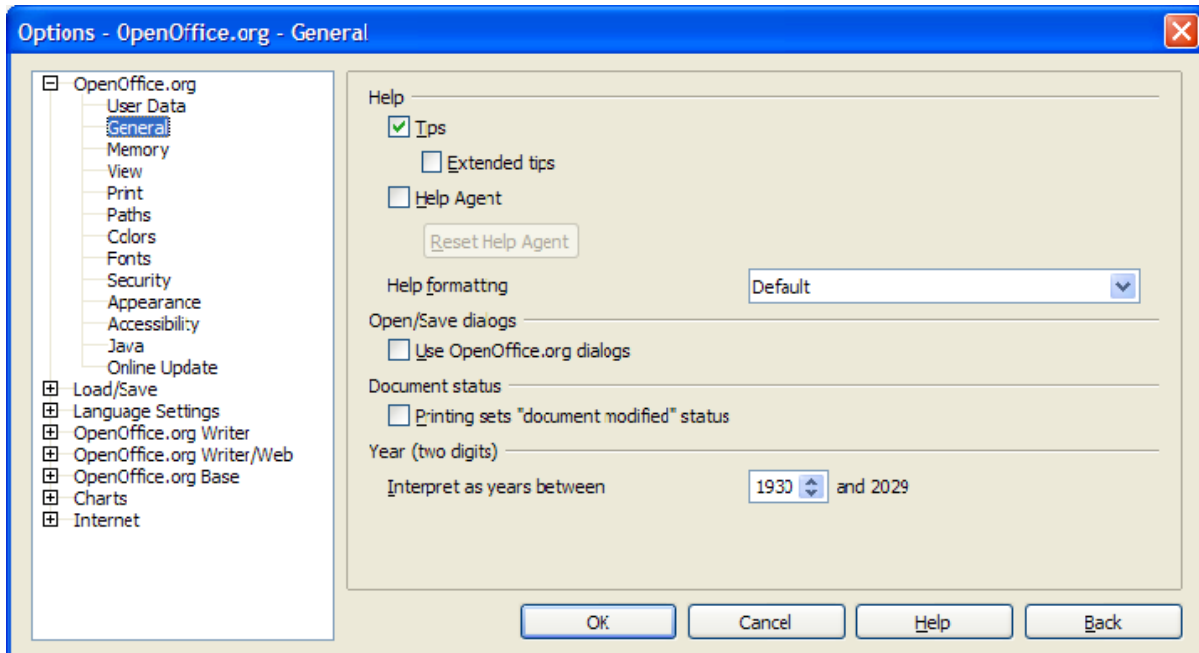 Options - OpenOffice.org - General
OpenOffice.org
User Data
General
Memory
View
Print
Paths
Colors
Fonts
Security
Appearance
Accessibility
Java
Online Update
Load/Save
Language Settings
OpenOffice.org Writer
OpenOffice.org Writer/Web
OpenOffice.org Base
Charts
Internet
Help
Tips
Extended tips
Help Agent
Reset Help Agent
Help formatting Default
Open/Save dialogs
Use OpenOffice.org dialogs
Document status
Printing sets "document modified" status
Year (two digits)
Interpret as years between 1930 and 2029
OK Cancel Help Back